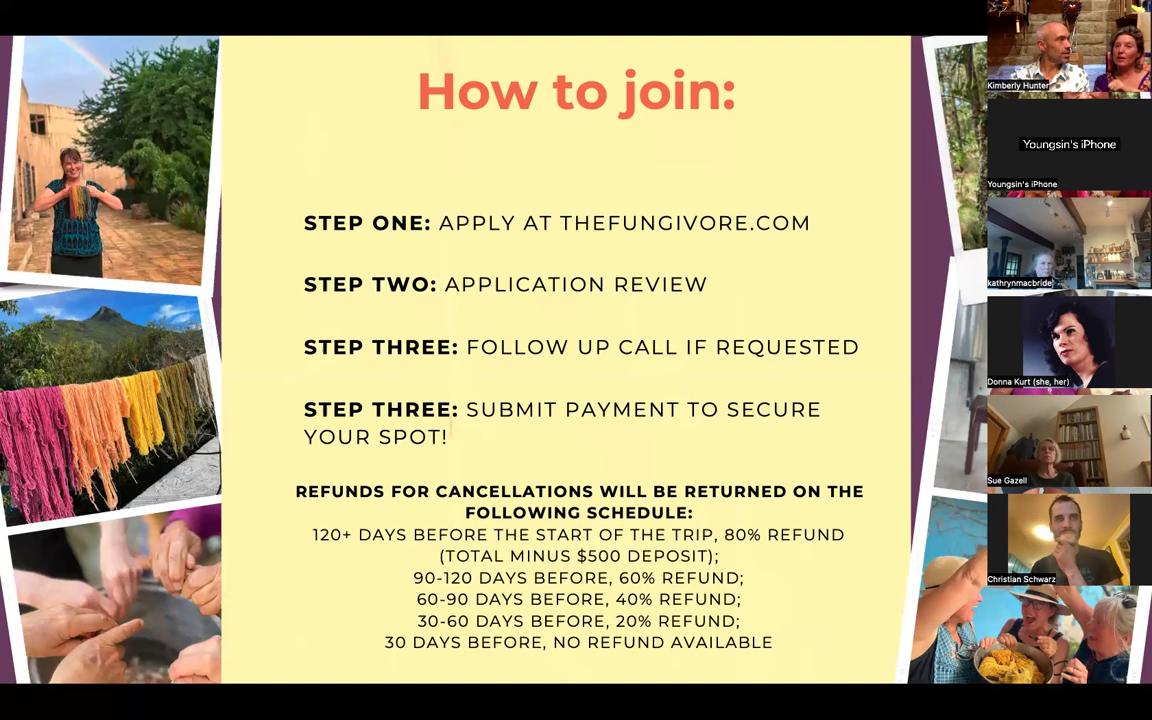 How to join:
STEP ONE: APPLY AT THEFUNGIVORE.COM
STEP TWO: APPLICATION REVIEW
STEP THREE: FOLLOW UP CALL IF REQUESTED
STEP THREE: SUBMIT PAYMENT TO SECURE
YOUR SPOT!
REFUNDS FOR CANCELLATIONS WILL BE RETURNED ON THE
FOLLOWING SCHEDULE:
120+ DAYS BEFORE THE START OF THE TRIP, 80% REFUND
(TOTAL MINUS $500 DEPOSIT);
90-120 DAYS BEFORE, 60% REFUND;
60-90 DAYS BEFORE, 40% REFUND;
30-60 DAYS BEFORE, 20% REFUND;
30 DAYS BEFORE, NO REFUND AVAILABLE
Kimberly Hunter
Youngsin's iPhone
Youngsin's iPhone
kathrynmacbride
Donna Kurt (she, her)
Sue Gazell
Christian Schwarz